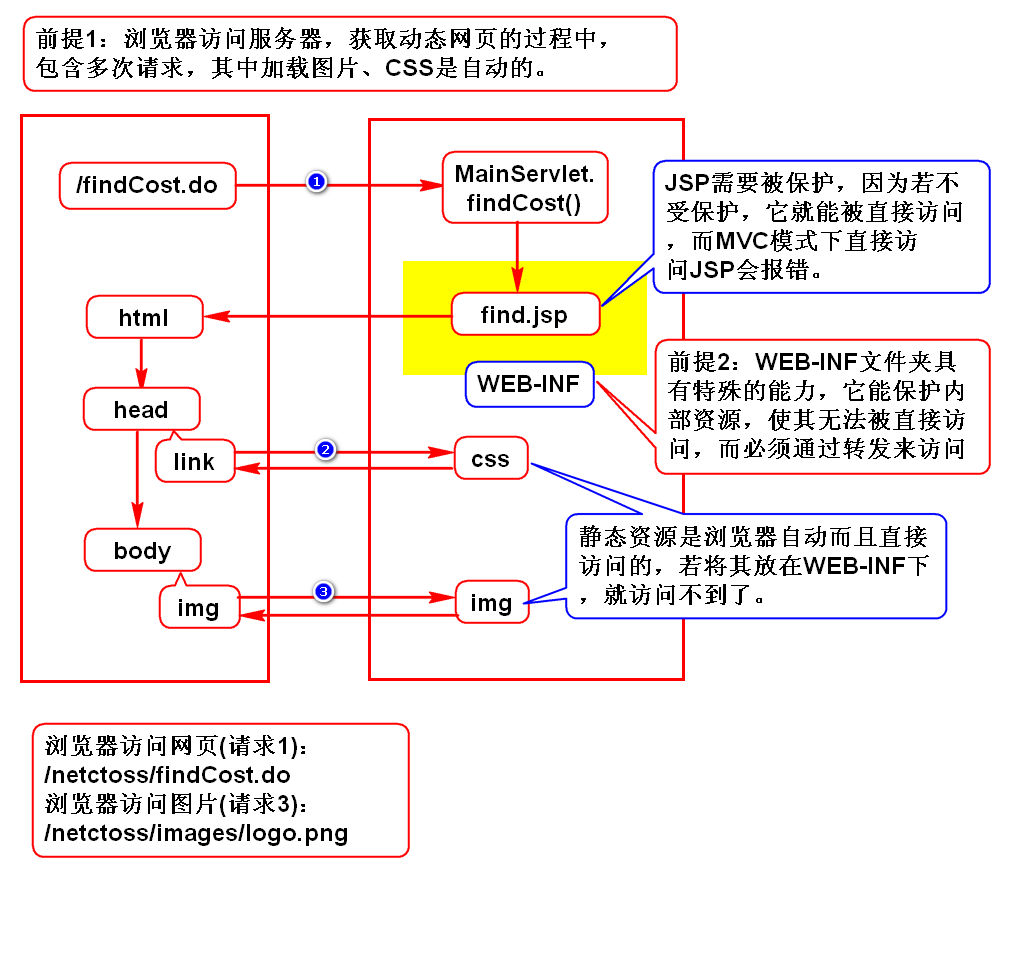 前提1：浏览器访问服务器，获取动态网页的过程中，
包含多次请求，其中加载图片、CSS是自动的。
/findCost.do
1
MainServlet.
findCost()
JSP需要被保护，因为若不
受保护，它就能被直接访问
，而MVC模式下直接访
问JSP会报错。
html
find.jsp
WEB-INF
前提2：WEB-INF文件夹具
有特殊的能力，它能保护内
部资源，使其无法被直接访
问，而必须通过转发来访问
head
link
2
css
静态资源是浏览器自动而且直接
访问的，若将其放在WEB-INF下
，就访问不到了。
body
img
3
img
浏览器访问网页(请求1)：
/netctoss/findCost.do
浏览器访问图片(请求3)：
/netctoss/images/logo.png